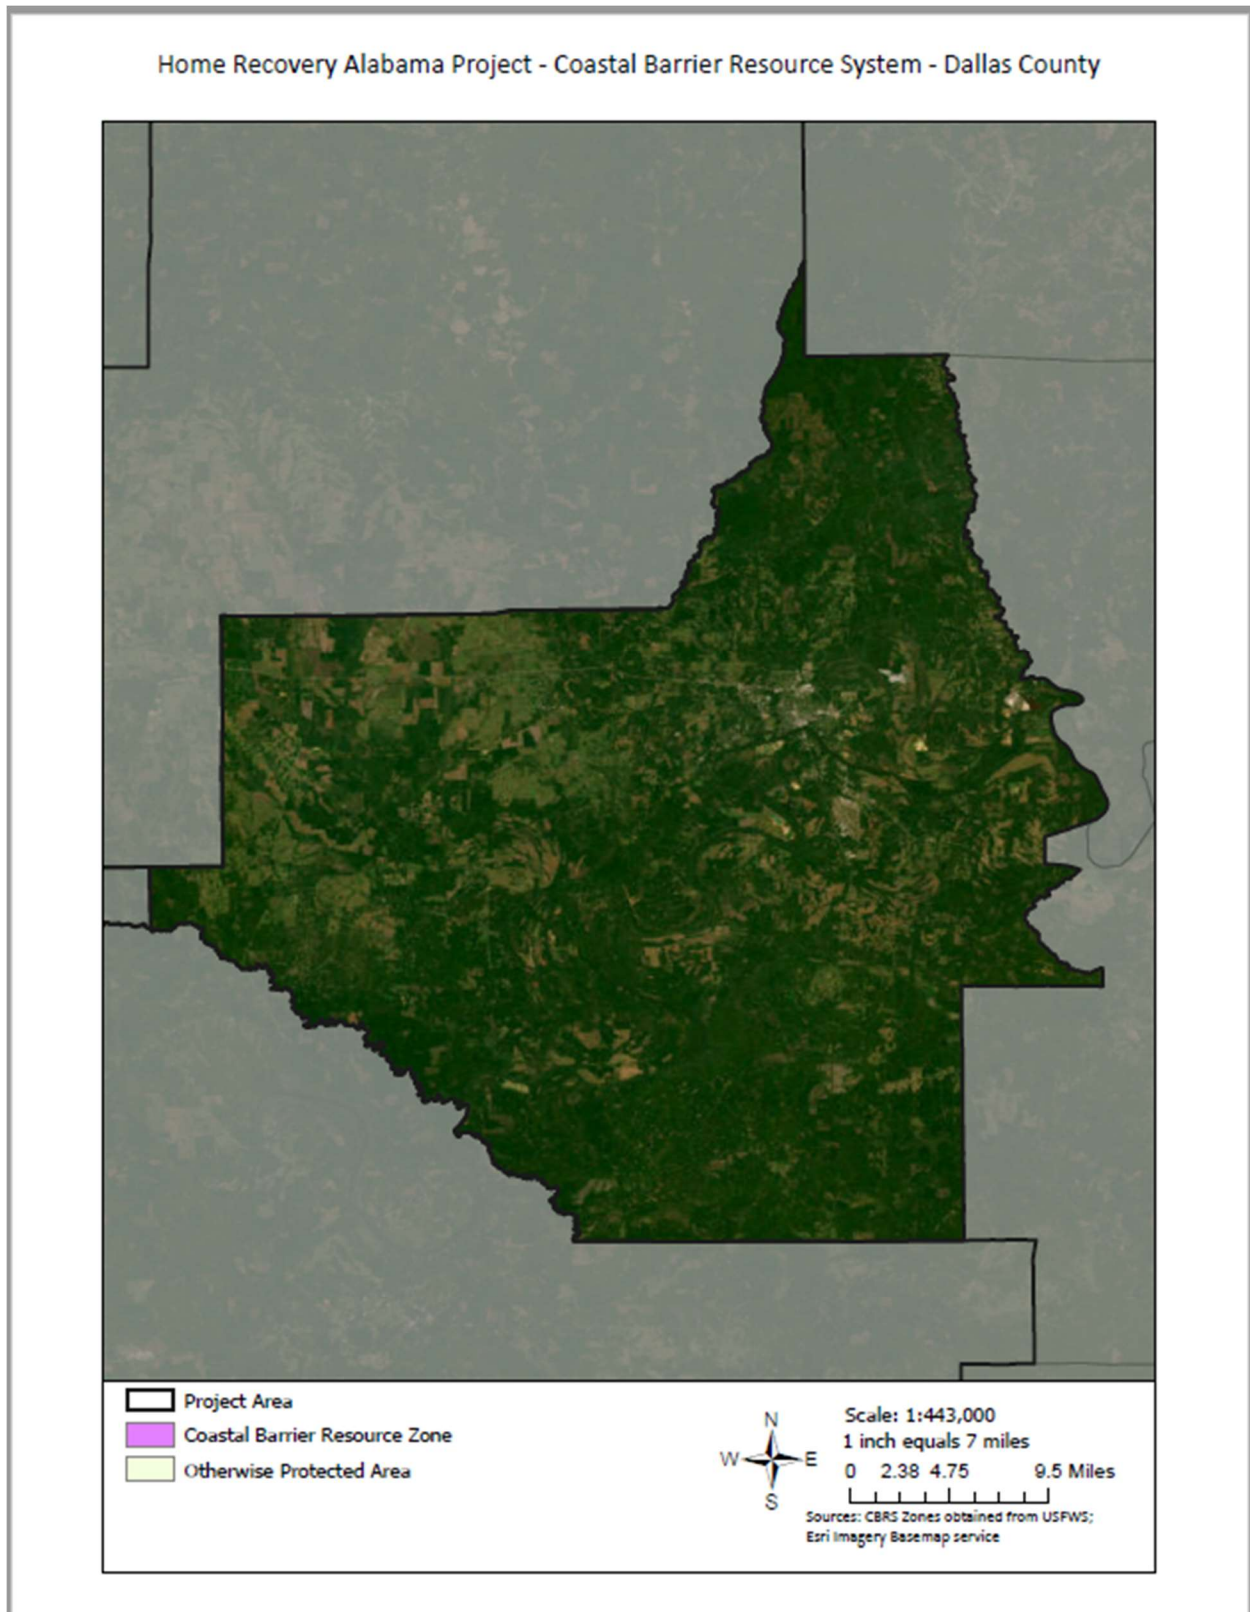 Home Recovery Alabama Project - Coastal Barrier Resource System - Dallas County
Project Area
Coastal Barrier Resource Zone
Otherwise Protected Area
N
W E
S
Scale: 1:443,000
1 inch equals 7 miles
0 2.38 4.75 9.5 Miles
Sources: CBRS Zones obtained from USFWS;
Esri Imagery Basemap service